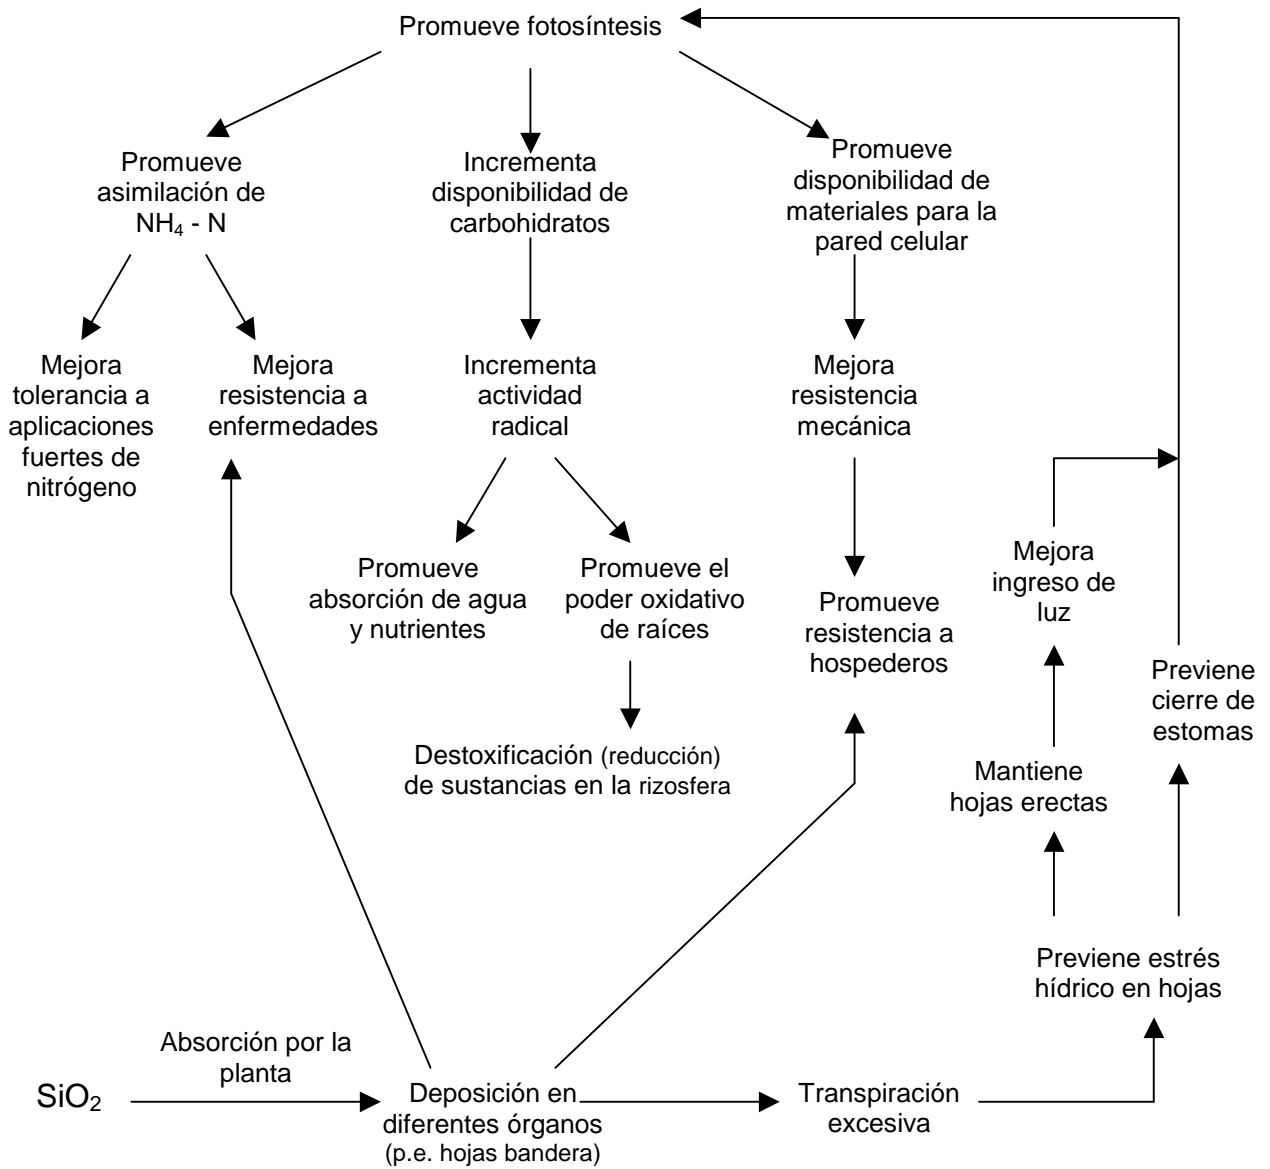 Promueve fotosíntesis
Promueve
asimilación de
NH₄ - N
Incrementa
disponibilidad de
carbohidratos
Promueve
disponibilidad de
materiales para la
pared celular
Mejora
tolerancia a
aplicaciones
fuertes de
nitrógeno
Mejora
resistencia a
enfermedades
Incrementa
actividad
radical
Mejora
resistencia
mecánica
Promueve
absorción de agua
y nutrientes
Promueve el
poder oxidativo
de raíces
Promueve
resistencia a
hospederos
Mejora
ingreso de
luz
Previene
cierre de
estomas
Destoxificación (reducción)
de sustancias en la rizosfera
Mantiene
hojas erectas
Previene estrés
hídrico en hojas
SiO₂
Absorción por la
planta
Deposición en
diferentes órganos
(p.e. hojas bandera)
Transpiración
excesiva